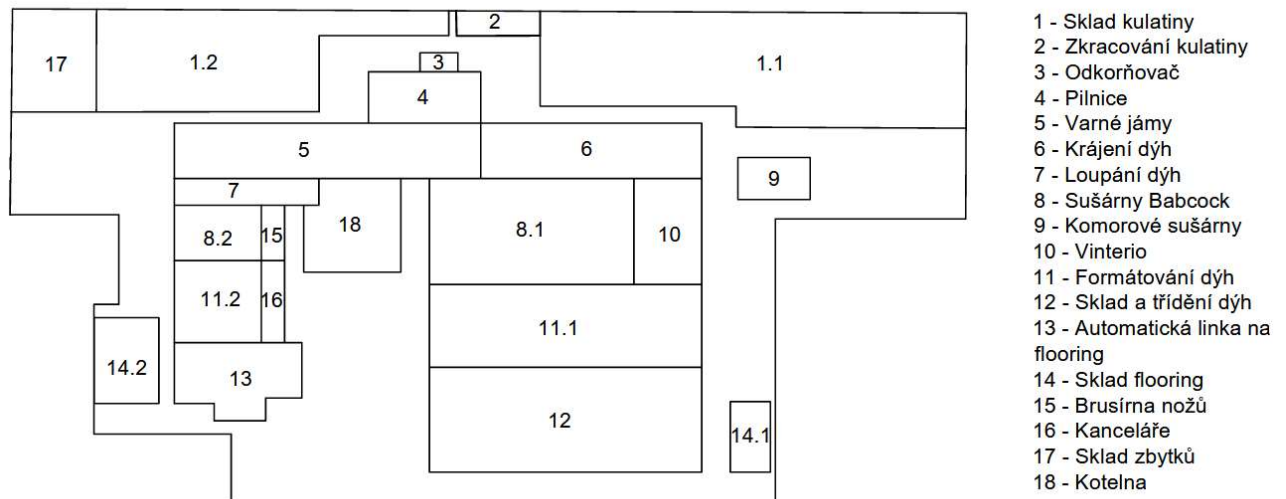 2
17
1.2
1.1
3
4
5
6
7
9
18
8.2
15
8.1
10
11.2
16
11.1
14.2
13
12
14.1
1 - Sklad kulatiny
2 - Zkracování kulatiny
3 - Odkorňovač
4 - Pilnice
5 - Varné jámy
6 - Krájení dýh
7 - Loupání dýh
8 - Sušárny Babcock
9 - Komorové sušárny
10 - Vinterio
11 - Formátování dýh
12 - Sklad a třídění dýh
13 - Automatická linka na
flooring
14 - Sklad flooring
15 - Brusírna nožů
16 - Kanceláře
17 - Sklad zbytků
18 - Kotelna